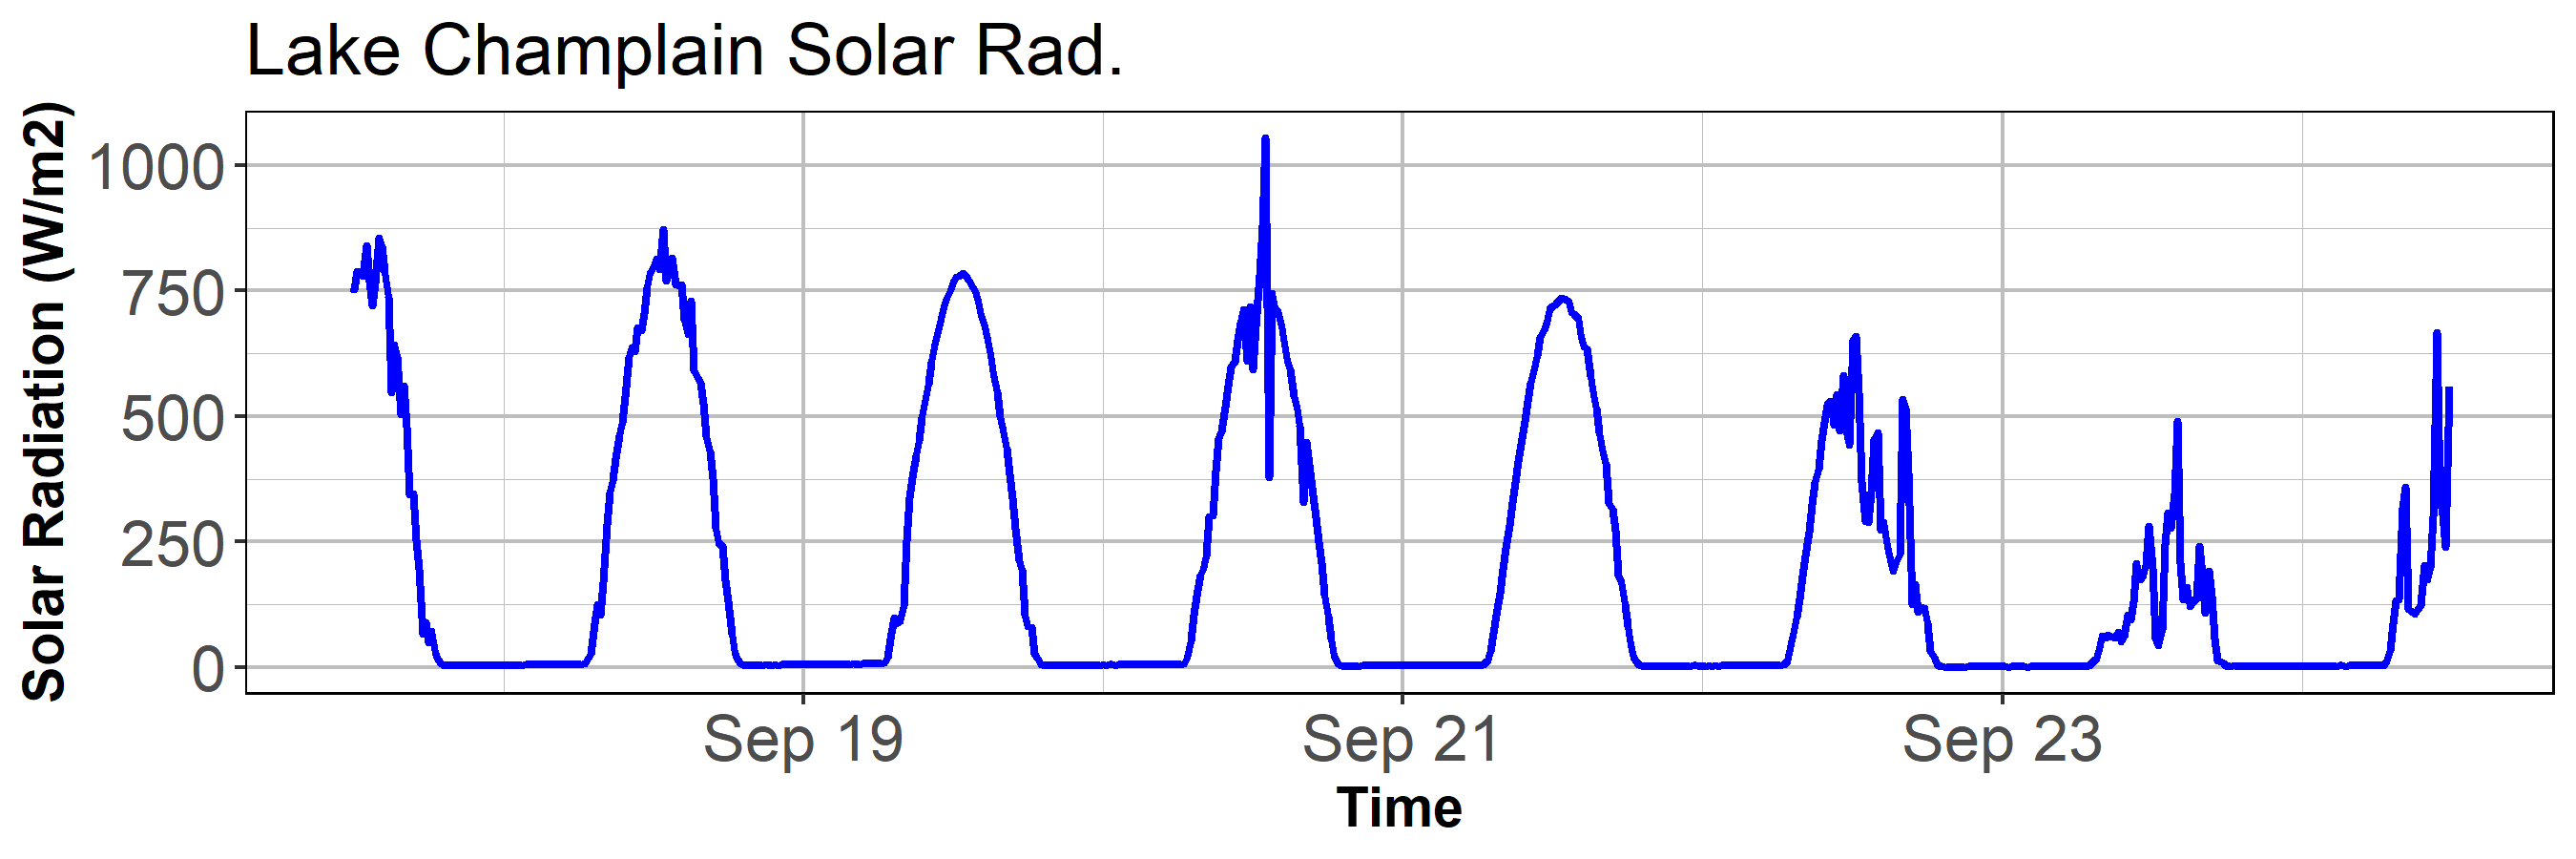 Lake Champlain Solar Rad.
Solar Radiation (W/m2)
1000
750
500
250
0
Sep 19
Sep 21
Sep 23
Time